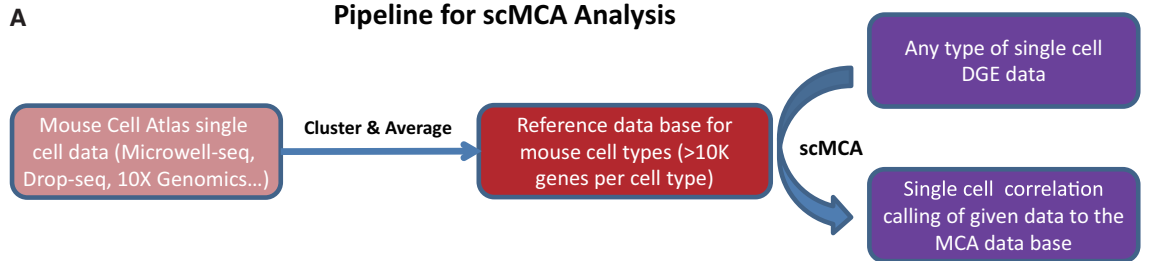 A
Pipeline for scMCA Analysis
Mouse Cell Atlas single
cell data (Microwell-seq,
Drop-seq, 10X Genomics...)
Cluster & Average
Reference data base for
mouse cell types (>10K
genes per cell type)
Any type of single cell
DGE data
scMCA
Single cell  correlation
calling of given data to the
MCA data base